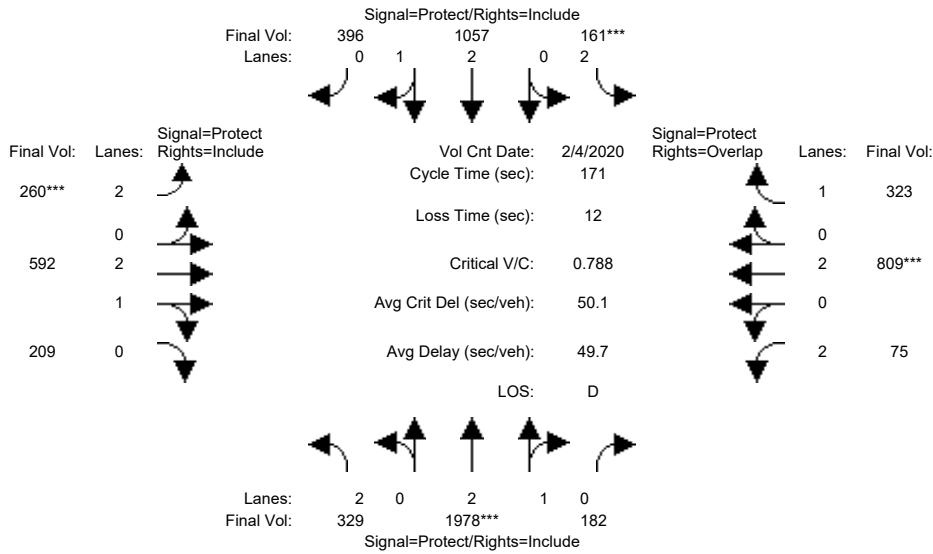 Signal=Protect/Rights=Include
Final Vol: 396 1057 161***
Lanes: 0 1 2 0 2
Signal=Protect Signal=Protect
Final Vol: Lanes: Rights=Include Vol Cnt Date: 2/4/2020 Rights=Overlap Lanes: Final Vol:
Cycle Time (sec): 171
260*** 2 1 323
Loss Time (sec): 12
0 0
592 2 Critical V/C: 0.788 2 809***
1 Avg Crit Del (sec/veh): 50.1 0
209 0 Avg Delay (sec/veh): 49.7 2 75
LOS: D
Lanes: 2 0 2 1 0
Final Vol: 329 1978*** 182
Signal=Protect/Rights=Include